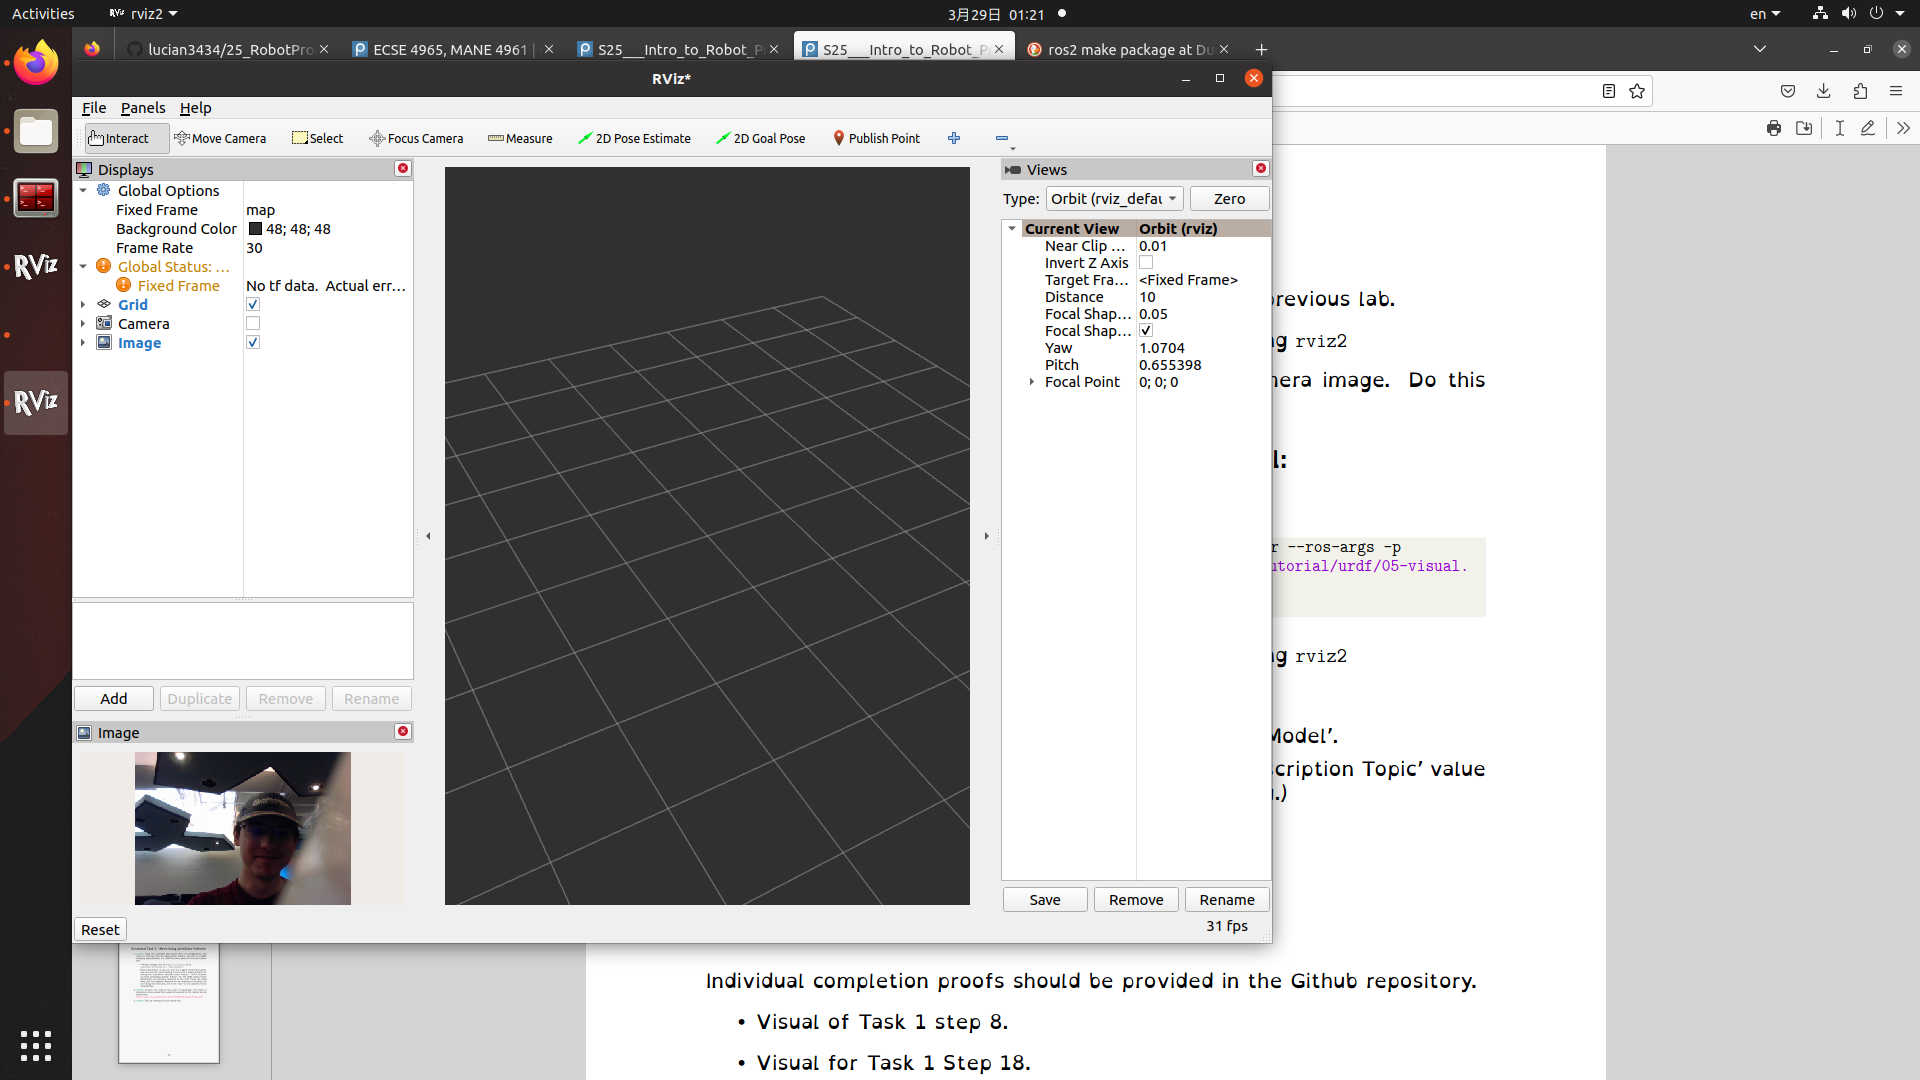 Activities
rviz2
3月29日 01:21
en
lucian3434/25_RobotPro
ECSE 4965, MANE 4961 |
S25___Intro_to_Robot_P
S25___Intro_to_Robot_P
ros2 make package at Du
RViz*
File Panels Help
Interact Move Camera Select Focus Camera Measure 2D Pose Estimate 2D Goal Pose Publish Point
Displays
Global Options
Fixed Frame map
Background Color 48; 48; 48
Frame Rate 30
Global Status: ...
Fixed Frame No tf data. Actual err...
Grid
Camera
Image
Add Duplicate Remove Rename
Image
Reset
Views
Type: Orbit (rviz_defau Zero
Current View Orbit (rviz)
Near Clip ... 0.01
Invert Z Axis
Target Fra... <Fixed Frame>
Distance 10
Focal Shap... 0.05
Focal Shap...
Yaw 1.0704
Pitch 0.655398
Focal Point 0; 0; 0
Save Remove Rename
31 fps
RViz
RViz
previous lab.
ng rviz2
mera image. Do this
l:
r --ros-args -p
utorial/urdf/05-visual.
ng rviz2
Model’.
scription Topic’ value
.)
Individual completion proofs should be provided in the Github repository.
• Visual of Task 1 step 8.
• Visual for Task 1 Step 18.